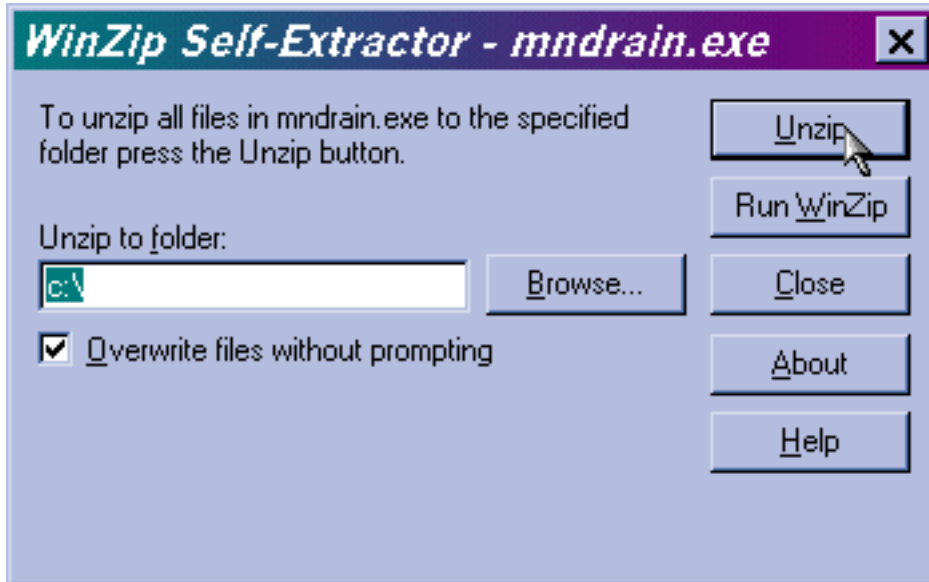 WinZip Self-Extractor - mndrain.exe
To unzip all files in mndrain.exe to the specified
folder press the Unzip button.
Unzip
Run WinZip
Unzip to folder:
c:\
Browse...
Close
Overwrite files without prompting
About
Help